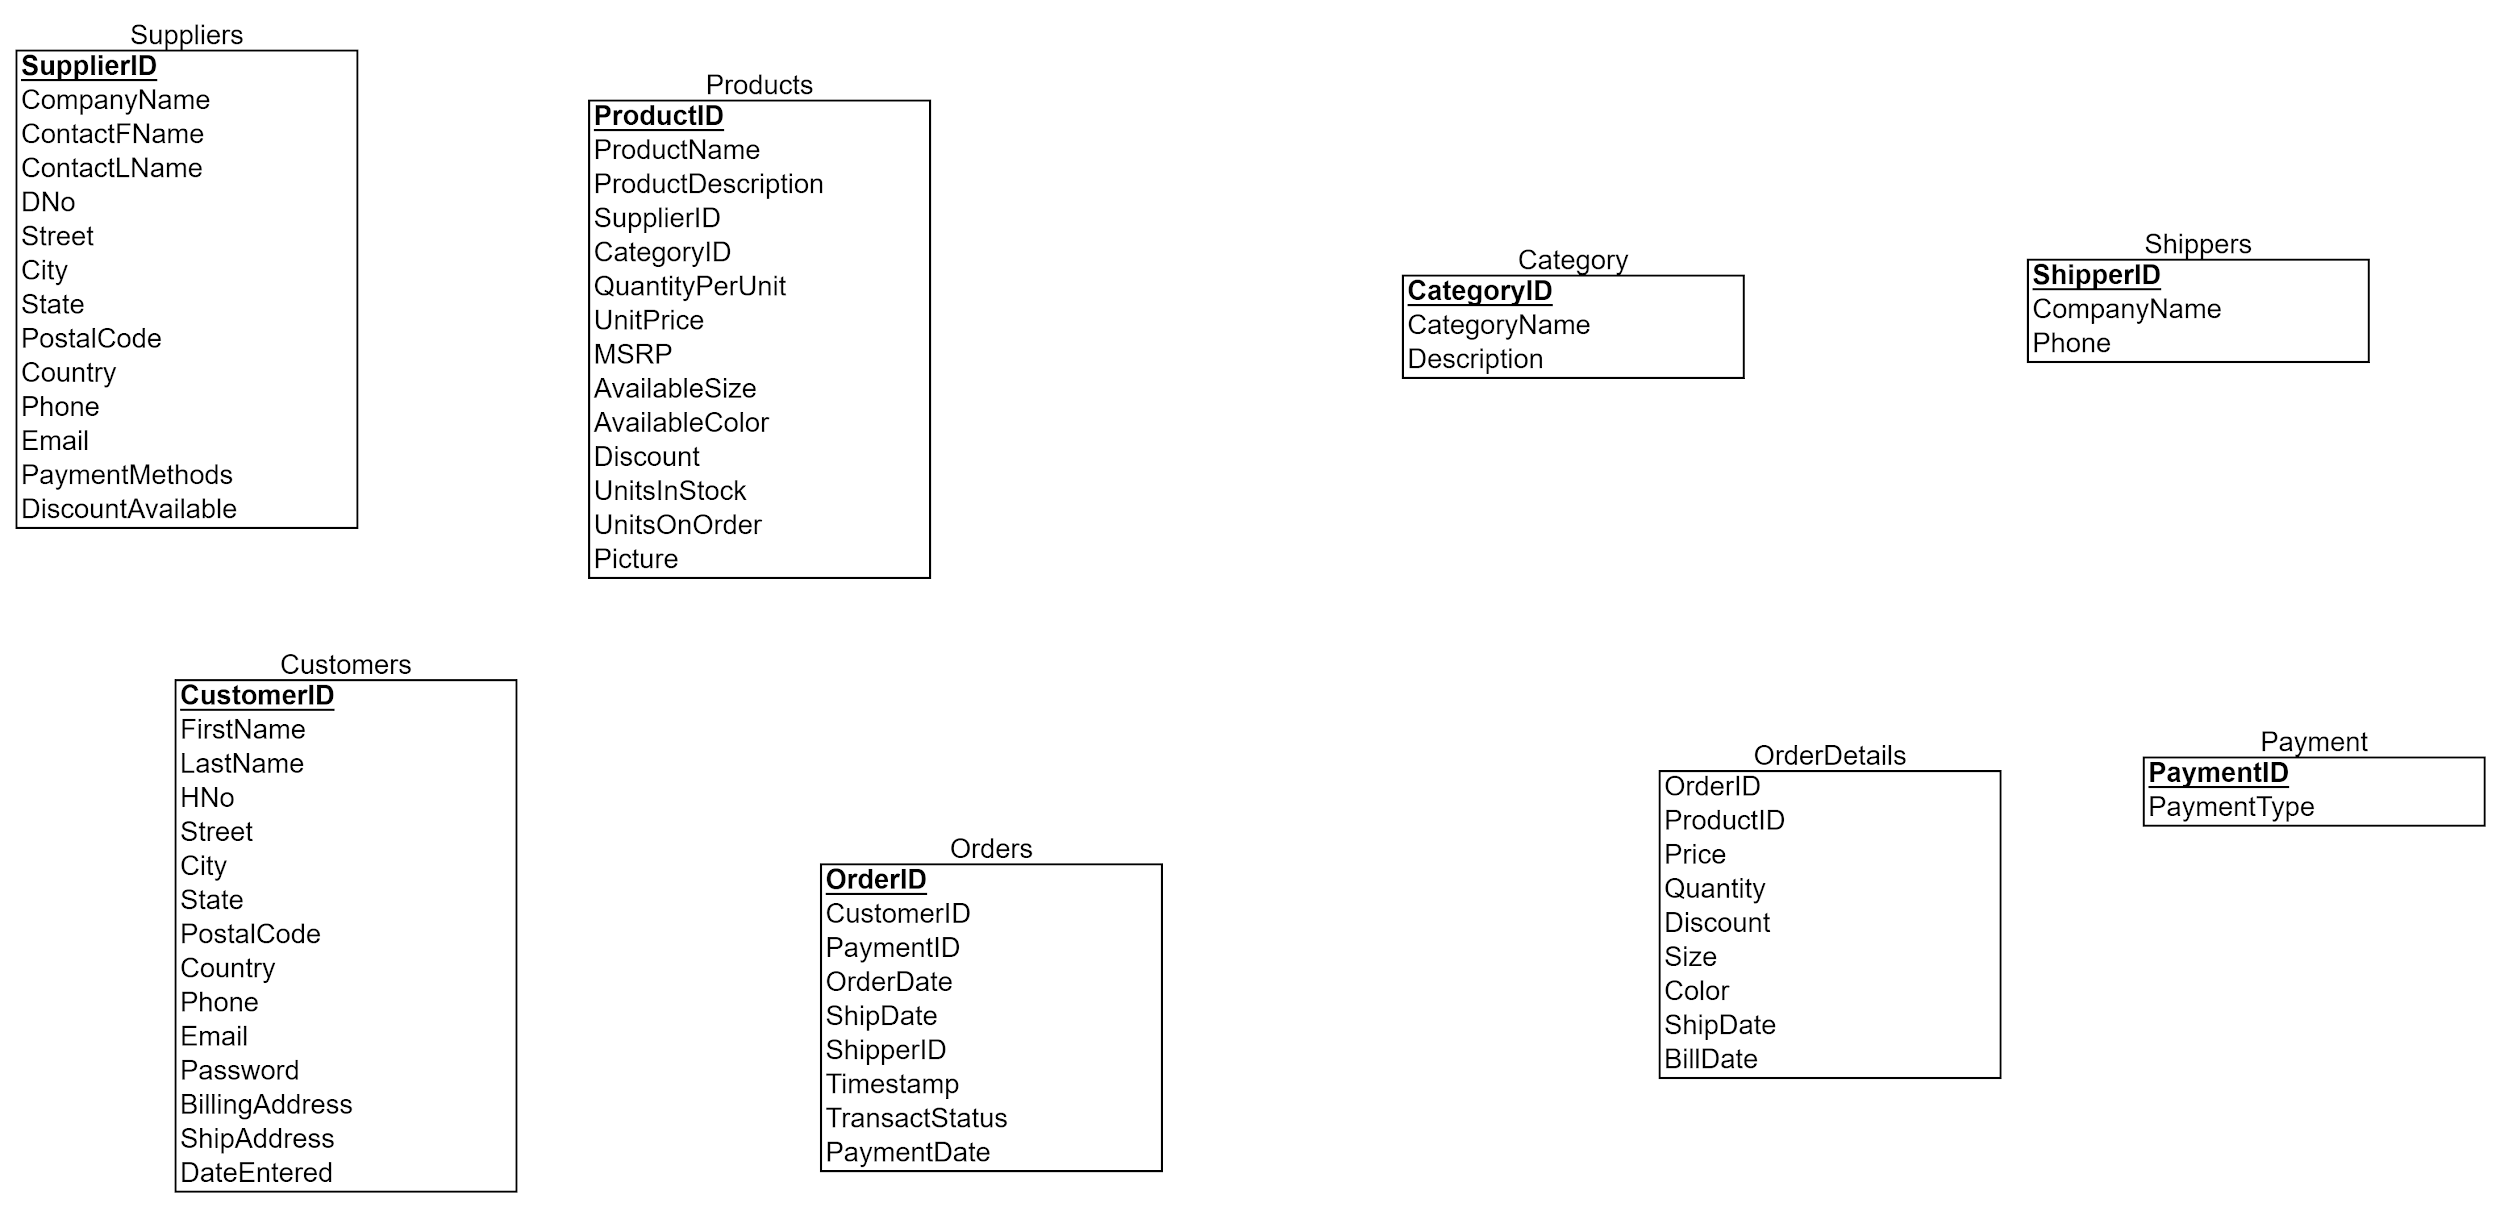 Suppliers
SupplierID
CompanyName
ContactFName
ContactLName
DNo
Street
City
State
PostalCode
Country
Phone
Email
PaymentMethods
DiscountAvailable
Products
ProductID
ProductName
ProductDescription
SupplierID
CategoryID
QuantityPerUnit
UnitPrice
MSRP
AvailableSize
AvailableColor
Discount
UnitsInStock
UnitsOnOrder
Picture
Category
CategoryID
CategoryName
Description
Shippers
ShipperID
CompanyName
Phone
Customers
CustomerID
FirstName
LastName
HNo
Street
City
State
PostalCode
Country
Phone
Email
Password
BillingAddress
ShipAddress
DateEntered
Orders
OrderID
CustomerID
PaymentID
OrderDate
ShipDate
ShipperID
Timestamp
TransactStatus
PaymentDate
OrderDetails
OrderID
ProductID
Price
Quantity
Discount
Size
Color
ShipDate
BillDate
Payment
PaymentID
PaymentType